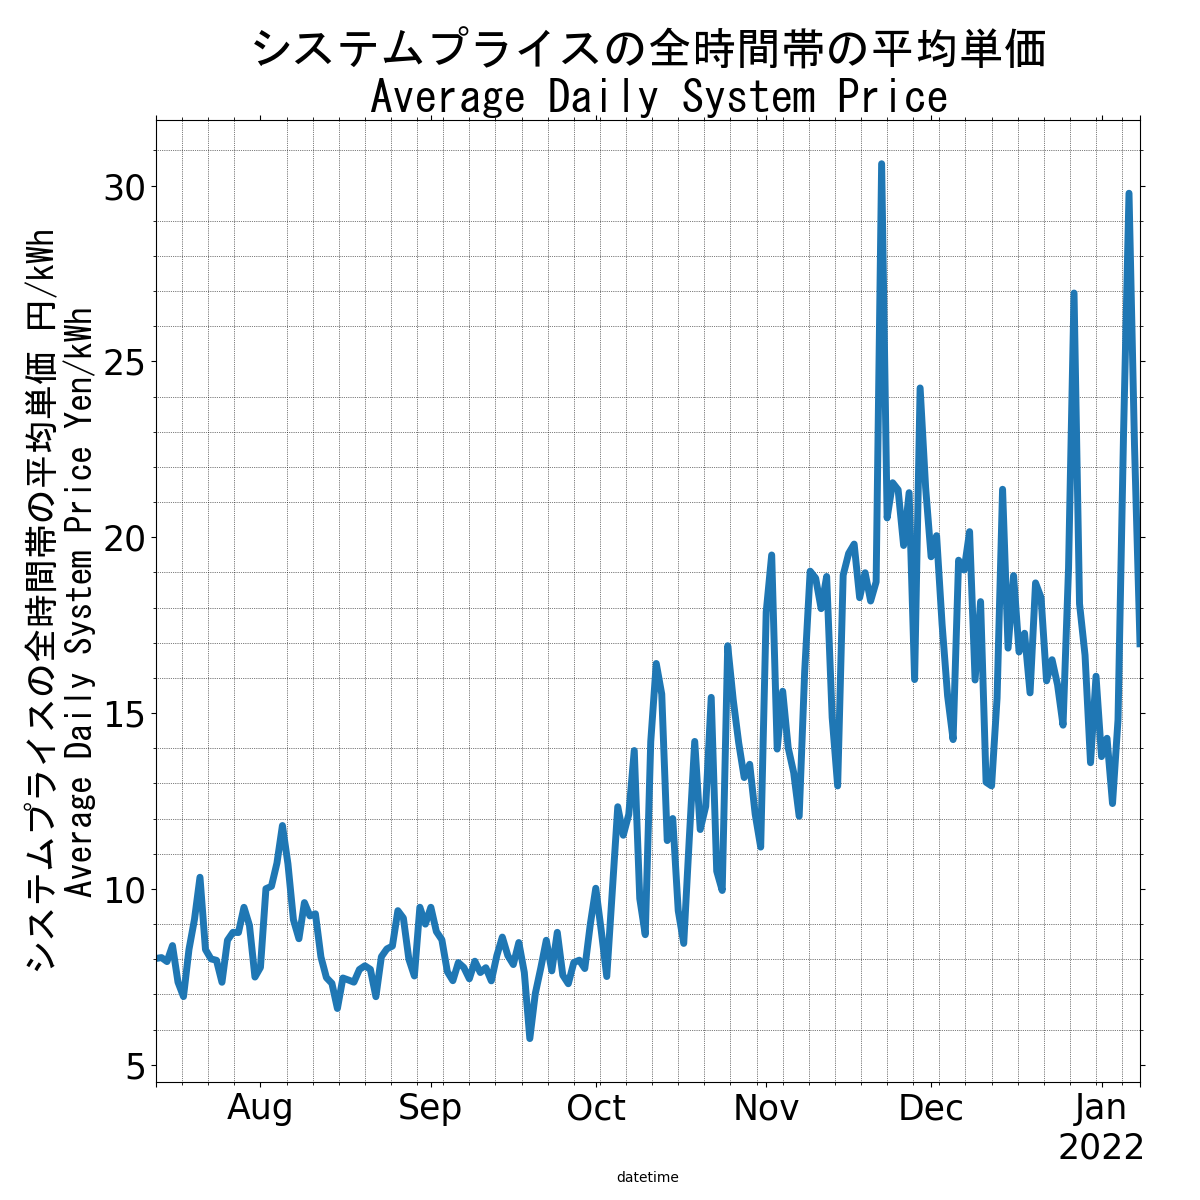 システムプライスの全時間帯の平均単価
Average Daily System Price
システムプライスの全時間帯の平均単価 円/kWh
Average Daily System Price Yen/kWh
30
25
20
15
10
5
Aug
Sep
Oct
Nov
Dec
Jan
2022
datetime